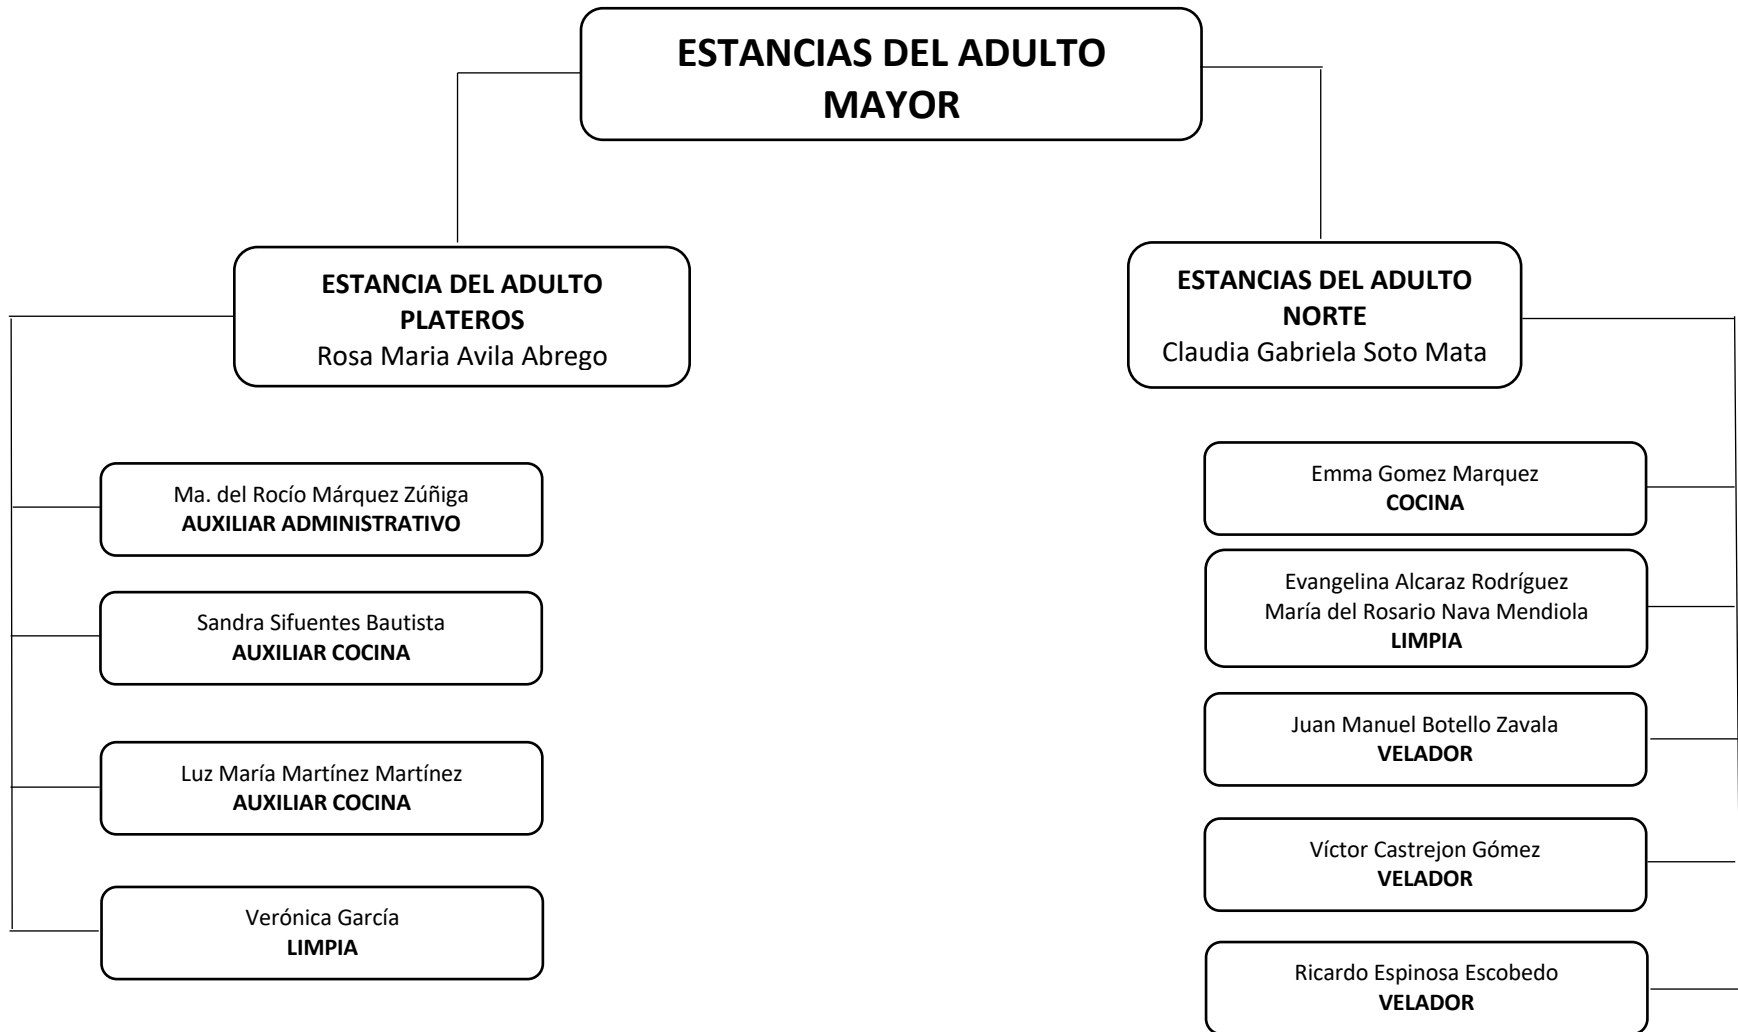 ESTANCIAS DEL ADULTO
MAYOR
ESTANCIA DEL ADULTO
PLATEROS
Rosa Maria Avila Abrego
Ma. del Rocío Márquez Zúñiga
AUXILIAR ADMINISTRATIVO
Sandra Sifuentes Bautista
AUXILIAR COCINA
Luz María Martínez Martínez
AUXILIAR COCINA
Verónica García
LIMPIA
ESTANCIAS DEL ADULTO
NORTE
Claudia Gabriela Soto Mata
Emma Gomez Marquez
COCINA
Evangelina Alcaraz Rodríguez
María del Rosario Nava Mendiola
LIMPIA
Juan Manuel Botello Zavala
VELADOR
Víctor Castrejon Gómez
VELADOR
Ricardo Espinosa Escobedo
VELADOR